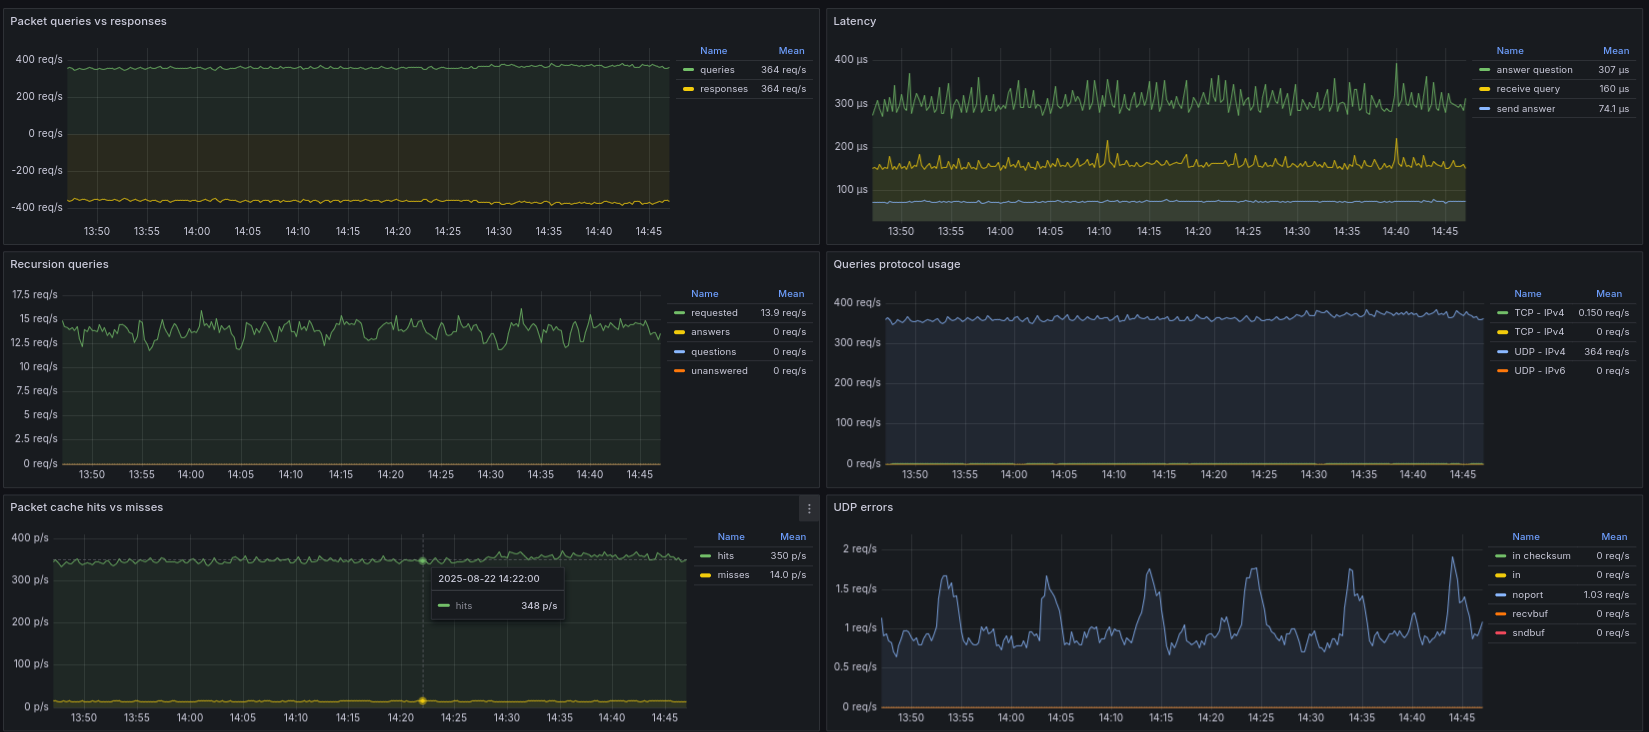 Packet queries vs responses
Name Mean
400 req/s
queries 364 req/s
responses 364 req/s
200 req/s
0 req/s
-200 req/s
-400 req/s
13:50 13:55 14:00 14:05 14:10 14:15 14:20 14:25 14:30 14:35 14:40 14:45
Latency
Name Mean
400 µs
answer question 307 µs
receive query 160 µs
300 µs
send answer 74.1 µs
200 µs
100 µs
13:50 13:55 14:00 14:05 14:10 14:15 14:20 14:25 14:30 14:35 14:40 14:45
Recursion queries
Name Mean
17.5 req/s
requested 13.9 req/s
15 req/s
answers 0 req/s
12.5 req/s
questions 0 req/s
10 req/s
unanswered 0 req/s
7.5 req/s
5 req/s
2.5 req/s
0 req/s
13:50 13:55 14:00 14:05 14:10 14:15 14:20 14:25 14:30 14:35 14:40 14:45
Queries protocol usage
Name Mean
400 req/s
TCP - IPv4 0.150 req/s
TCP - IPv4 0 req/s
300 req/s
UDP - IPv4 364 req/s
UDP - IPv6 0 req/s
200 req/s
100 req/s
0 req/s
13:50 13:55 14:00 14:05 14:10 14:15 14:20 14:25 14:30 14:35 14:40 14:45
Packet cache hits vs misses
Name Mean
400 p/s
hits 350 p/s
misses 14.0 p/s
300 p/s
2025-08-22 14:22:00
hits 348 p/s
200 p/s
100 p/s
0 p/s
13:50 13:55 14:00 14:05 14:10 14:15 14:20 14:25 14:30 14:35 14:40 14:45
UDP errors
Name Mean
2 req/s
in checksum 0 req/s
in 0 req/s
1.5 req/s
noport 1.03 req/s
recvbuf 0 req/s
1 req/s
sndbuf 0 req/s
0.5 req/s
0 req/s
13:50 13:55 14:00 14:05 14:10 14:15 14:20 14:25 14:30 14:35 14:40 14:45